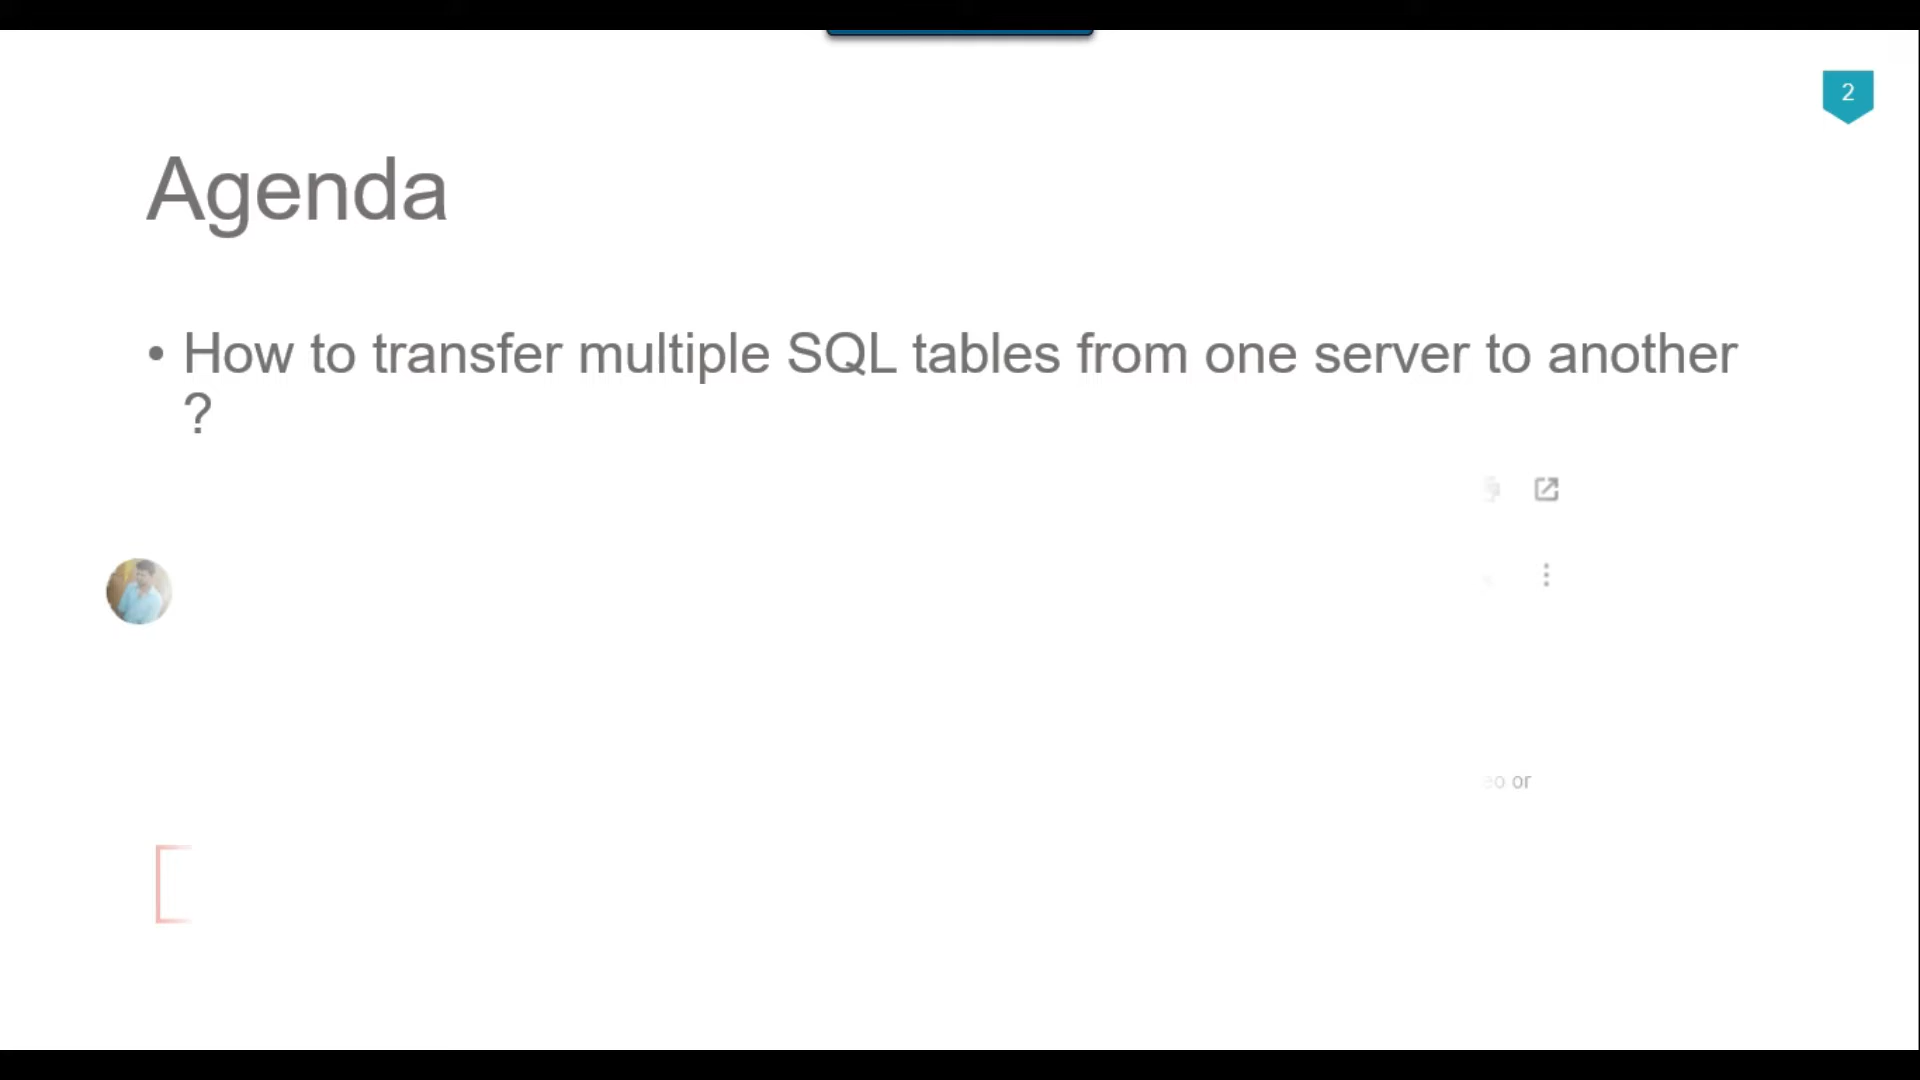 2
Agenda
• How to transfer multiple SQL tables from one server to another
?
or